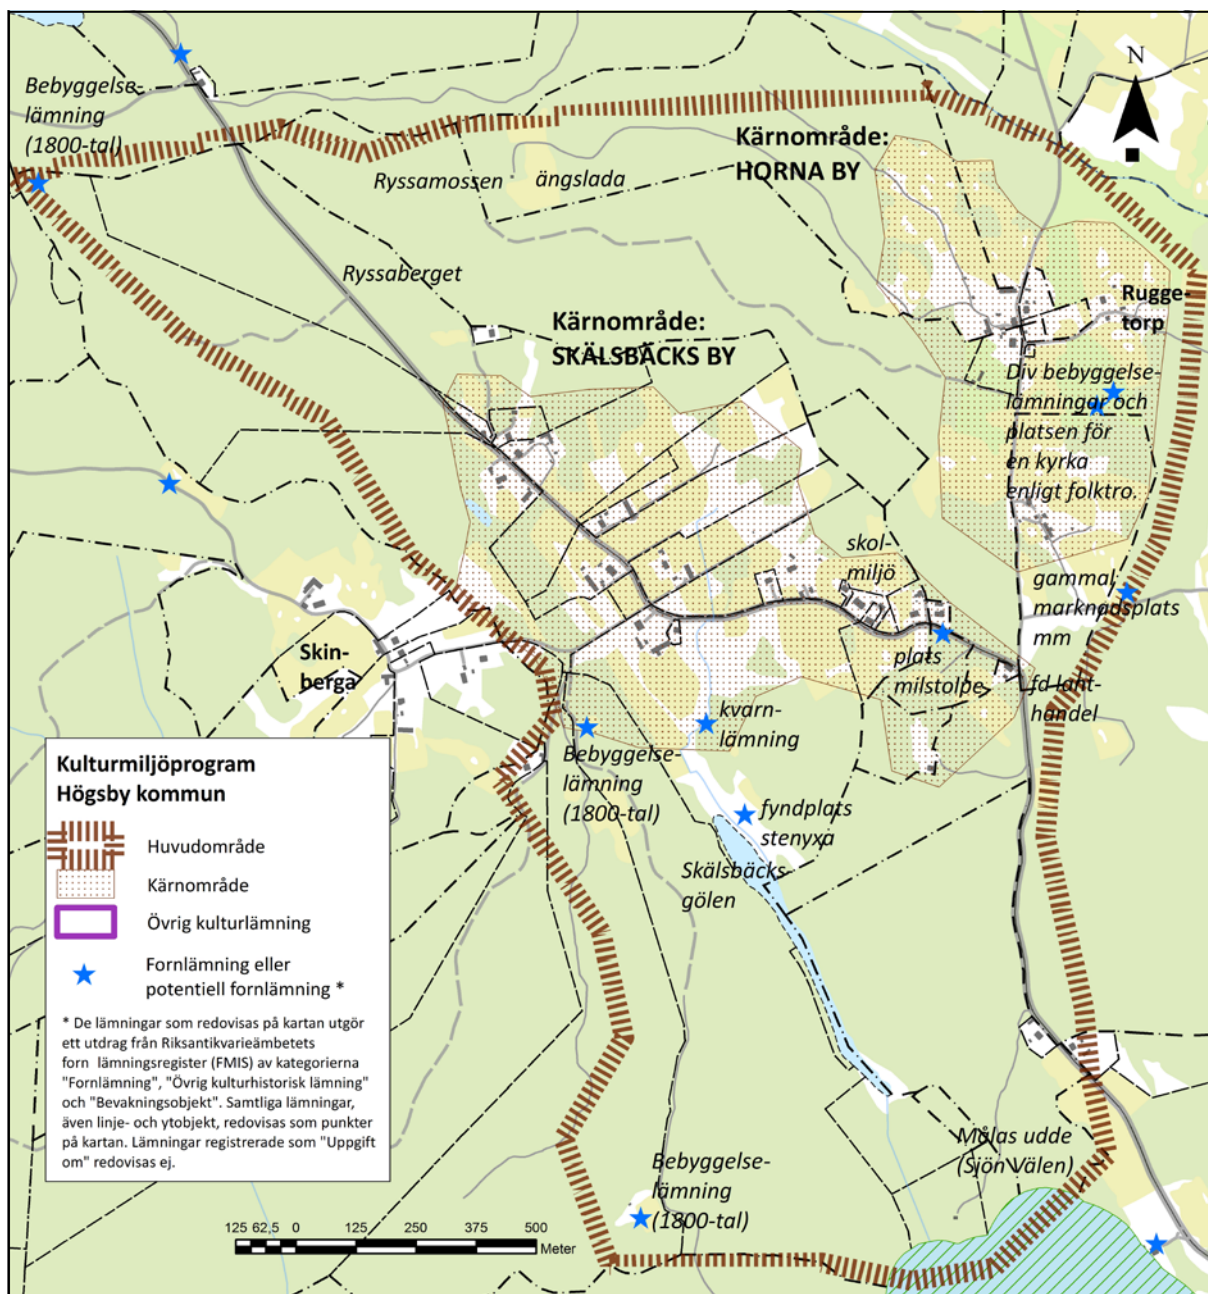 N
Bebyggelse-
lämning
(1800-tal)
Kärnområde:
HORNA BY
Ryssamossen
ängslada
Ryssaberget
Rugge-
torp
Kärnområde:
SKÄLSBÄCKS BY
Div bebyggelse-
lämningar och
platsen för
en kyrka
enligt folktro.
skol-
miljö
gammal
marknadsplats
mm
Skin-
berga
plats
milstolpe
fd lant-
handel
kvarn-
lämning
Bebyggelse-
lämning
(1800-tal)
fyndplats
stenyxa
Skälsbäcks-
gölen
Kulturmiljöprogram
Högsby kommun
Huvudområde
Kärnområde
Övrig kulturlämning
Fornlämning eller
potentiell fornlämning *
* De lämningar som redovisas på kartan utgör
ett utdrag från Riksantikvarieämbetets
forn lämningsregister (FMIS) av kategorierna
"Fornlämning", "Övrig kulturhistorisk lämning"
och "Bevakningsobjekt". Samtliga lämningar,
även linje- och ytobjekt, redovisas som punkter
på kartan. Lämningar registrerade som "Uppgift
om" redovisas ej.
Målas udde
(Sjön Välen)
Bebyggelse-
lämning
(1800-tal)
125 62,5 0 125 250 375 500
Meter